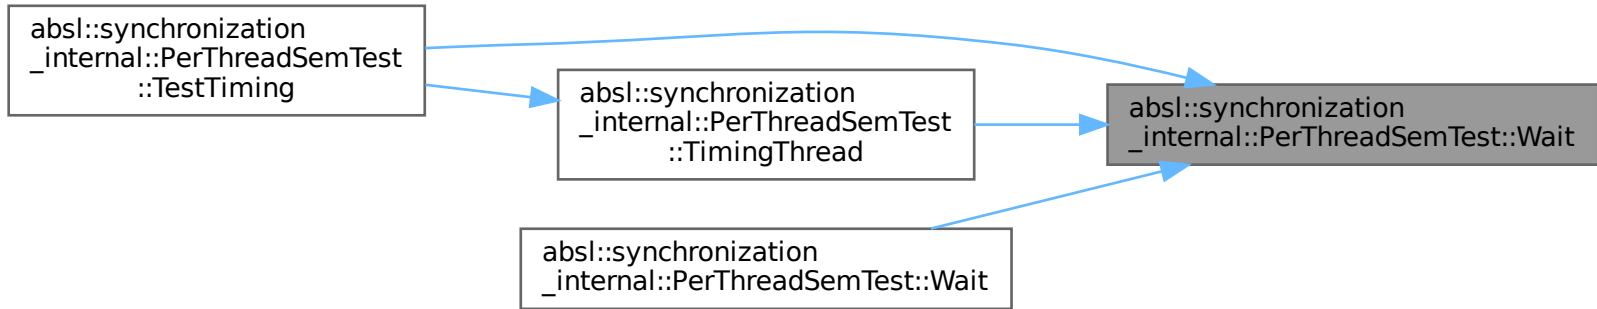 absl::synchronization
_internal::PerThreadSemTest
::TestTiming
absl::synchronization
_internal::PerThreadSemTest
::TimingThread
absl::synchronization
_internal::PerThreadSemTest::Wait
absl::synchronization
_internal::PerThreadSemTest::Wait